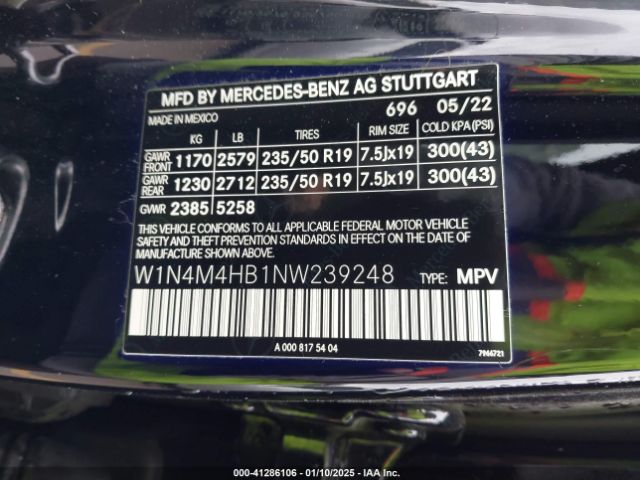 MFD BY MERCEDES-BENZ AG STUTTGART
MADE IN MEXICO 696 05/22
KG LB TIRES RIM SIZE COLD KPA(PSI)
GAWR FRONT 1170 2579 235/50 R19 7.5Jx19 300(43)
GAWR REAR 1230 2712 235/50 R19 7.5Jx19 300(43)
GVWR 2385 5258
THIS VEHICLE CONFORMS TO ALL APPLICABLE FEDERAL MOTOR VEHICLE
SAFETY AND THEFT PREVENTION STANDARDS IN EFFECT ON THE DATE OF
MANUFACTURE SHOWN ABOVE.
W1N4M4HB1NW239248 TYPE: MPV
A 000 817 54 04
7966721
000-41286106 - 01/10/2025 - IAA Inc.